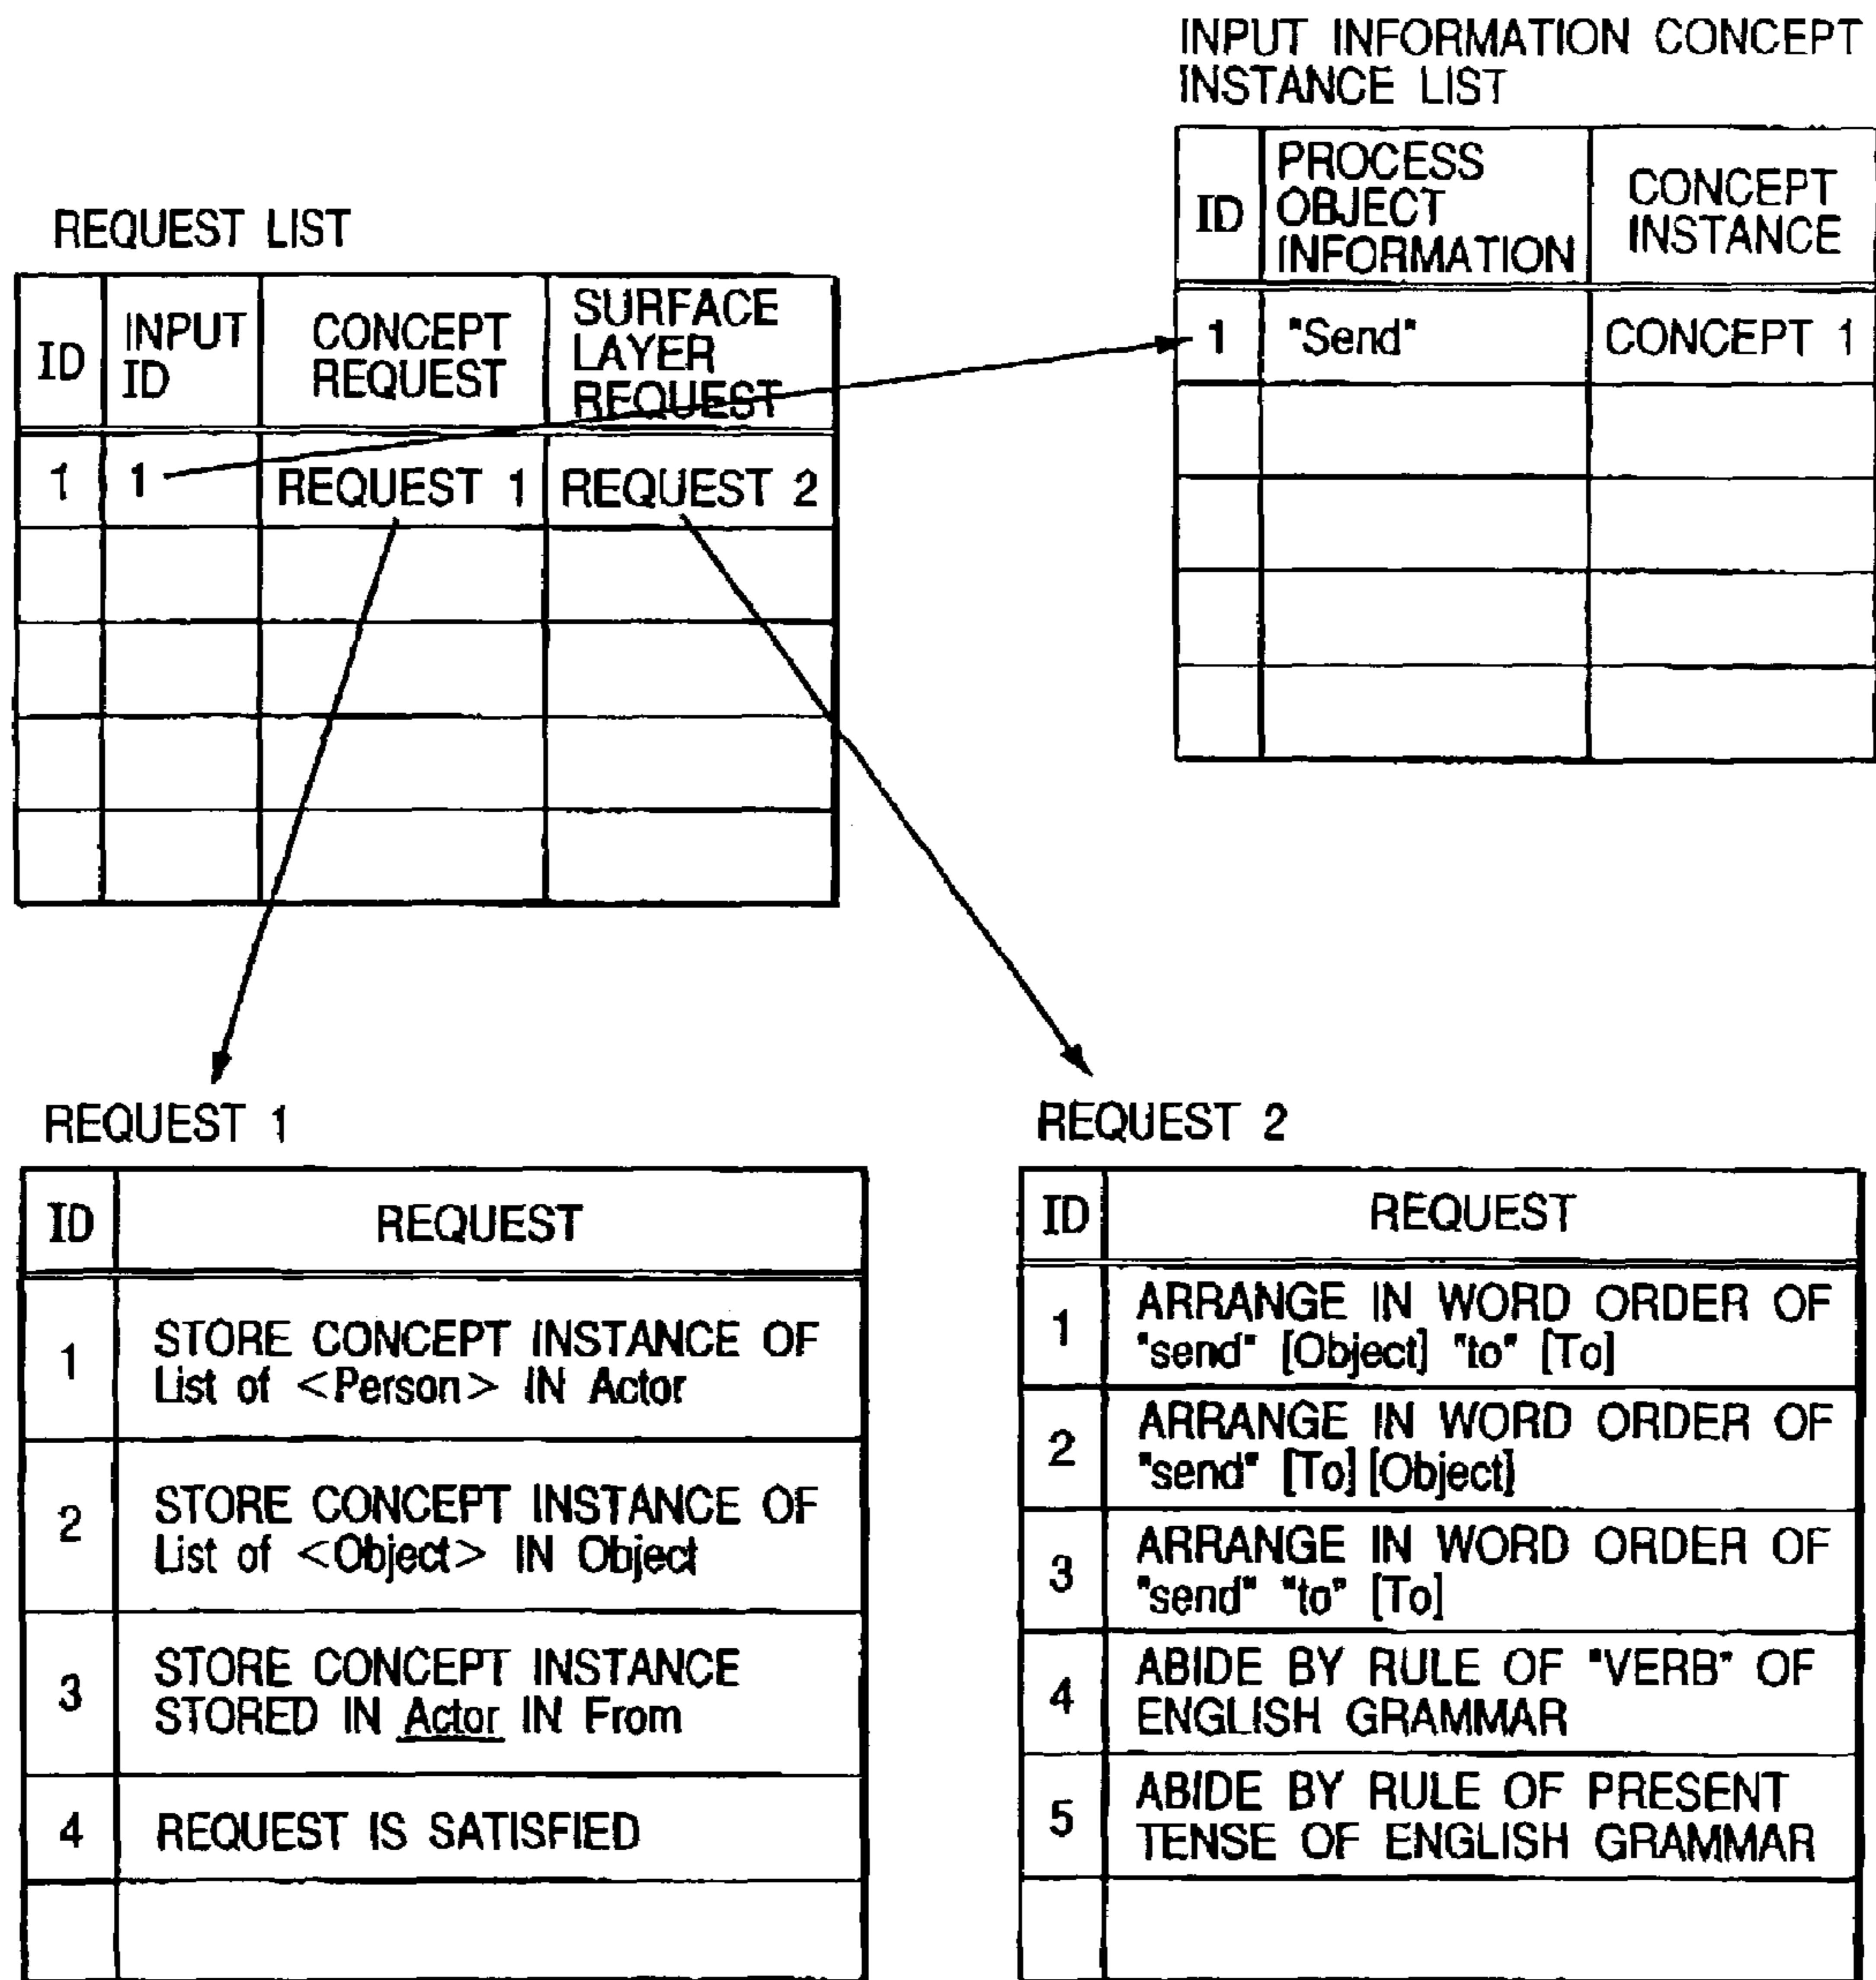 INPUT INFORMATION CONCEPT
INSTANCE LIST
ID
PROCESS
OBJECT
INFORMATION
CONCEPT
INSTANCE
1 "Send" CONCEPT 1
REQUEST LIST
ID
INPUT
ID
CONCEPT
REQUEST
SURFACE
LAYER
REQUEST
1 1 REQUEST 1 REQUEST 2
REQUEST 1
ID REQUEST
1
STORE CONCEPT INSTANCE OF
List of <Person> IN Actor
2
STORE CONCEPT INSTANCE OF
List of <Object> IN Object
3
STORE CONCEPT INSTANCE
STORED IN Actor IN From
4 REQUEST IS SATISFIED
REQUEST 2
ID REQUEST
1
ARRANGE IN WORD ORDER OF
"send" [Object] "to" [To]
2
ARRANGE IN WORD ORDER OF
"send" [To] [Object]
3
ARRANGE IN WORD ORDER OF
"send" "to" [To]
4
ABIDE BY RULE OF "VERB" OF
ENGLISH GRAMMAR
5
ABIDE BY RULE OF PRESENT
TENSE OF ENGLISH GRAMMAR